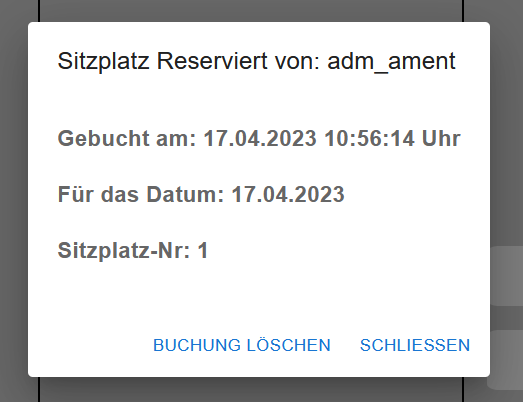 Sitzplatz Reserviert von: adm_ament
Gebucht am: 17.04.2023 10:56:14 Uhr
Für das Datum: 17.04.2023
Sitzplatz-Nr: 1
BUCHUNG LÖSCHEN SCHLIESSEN